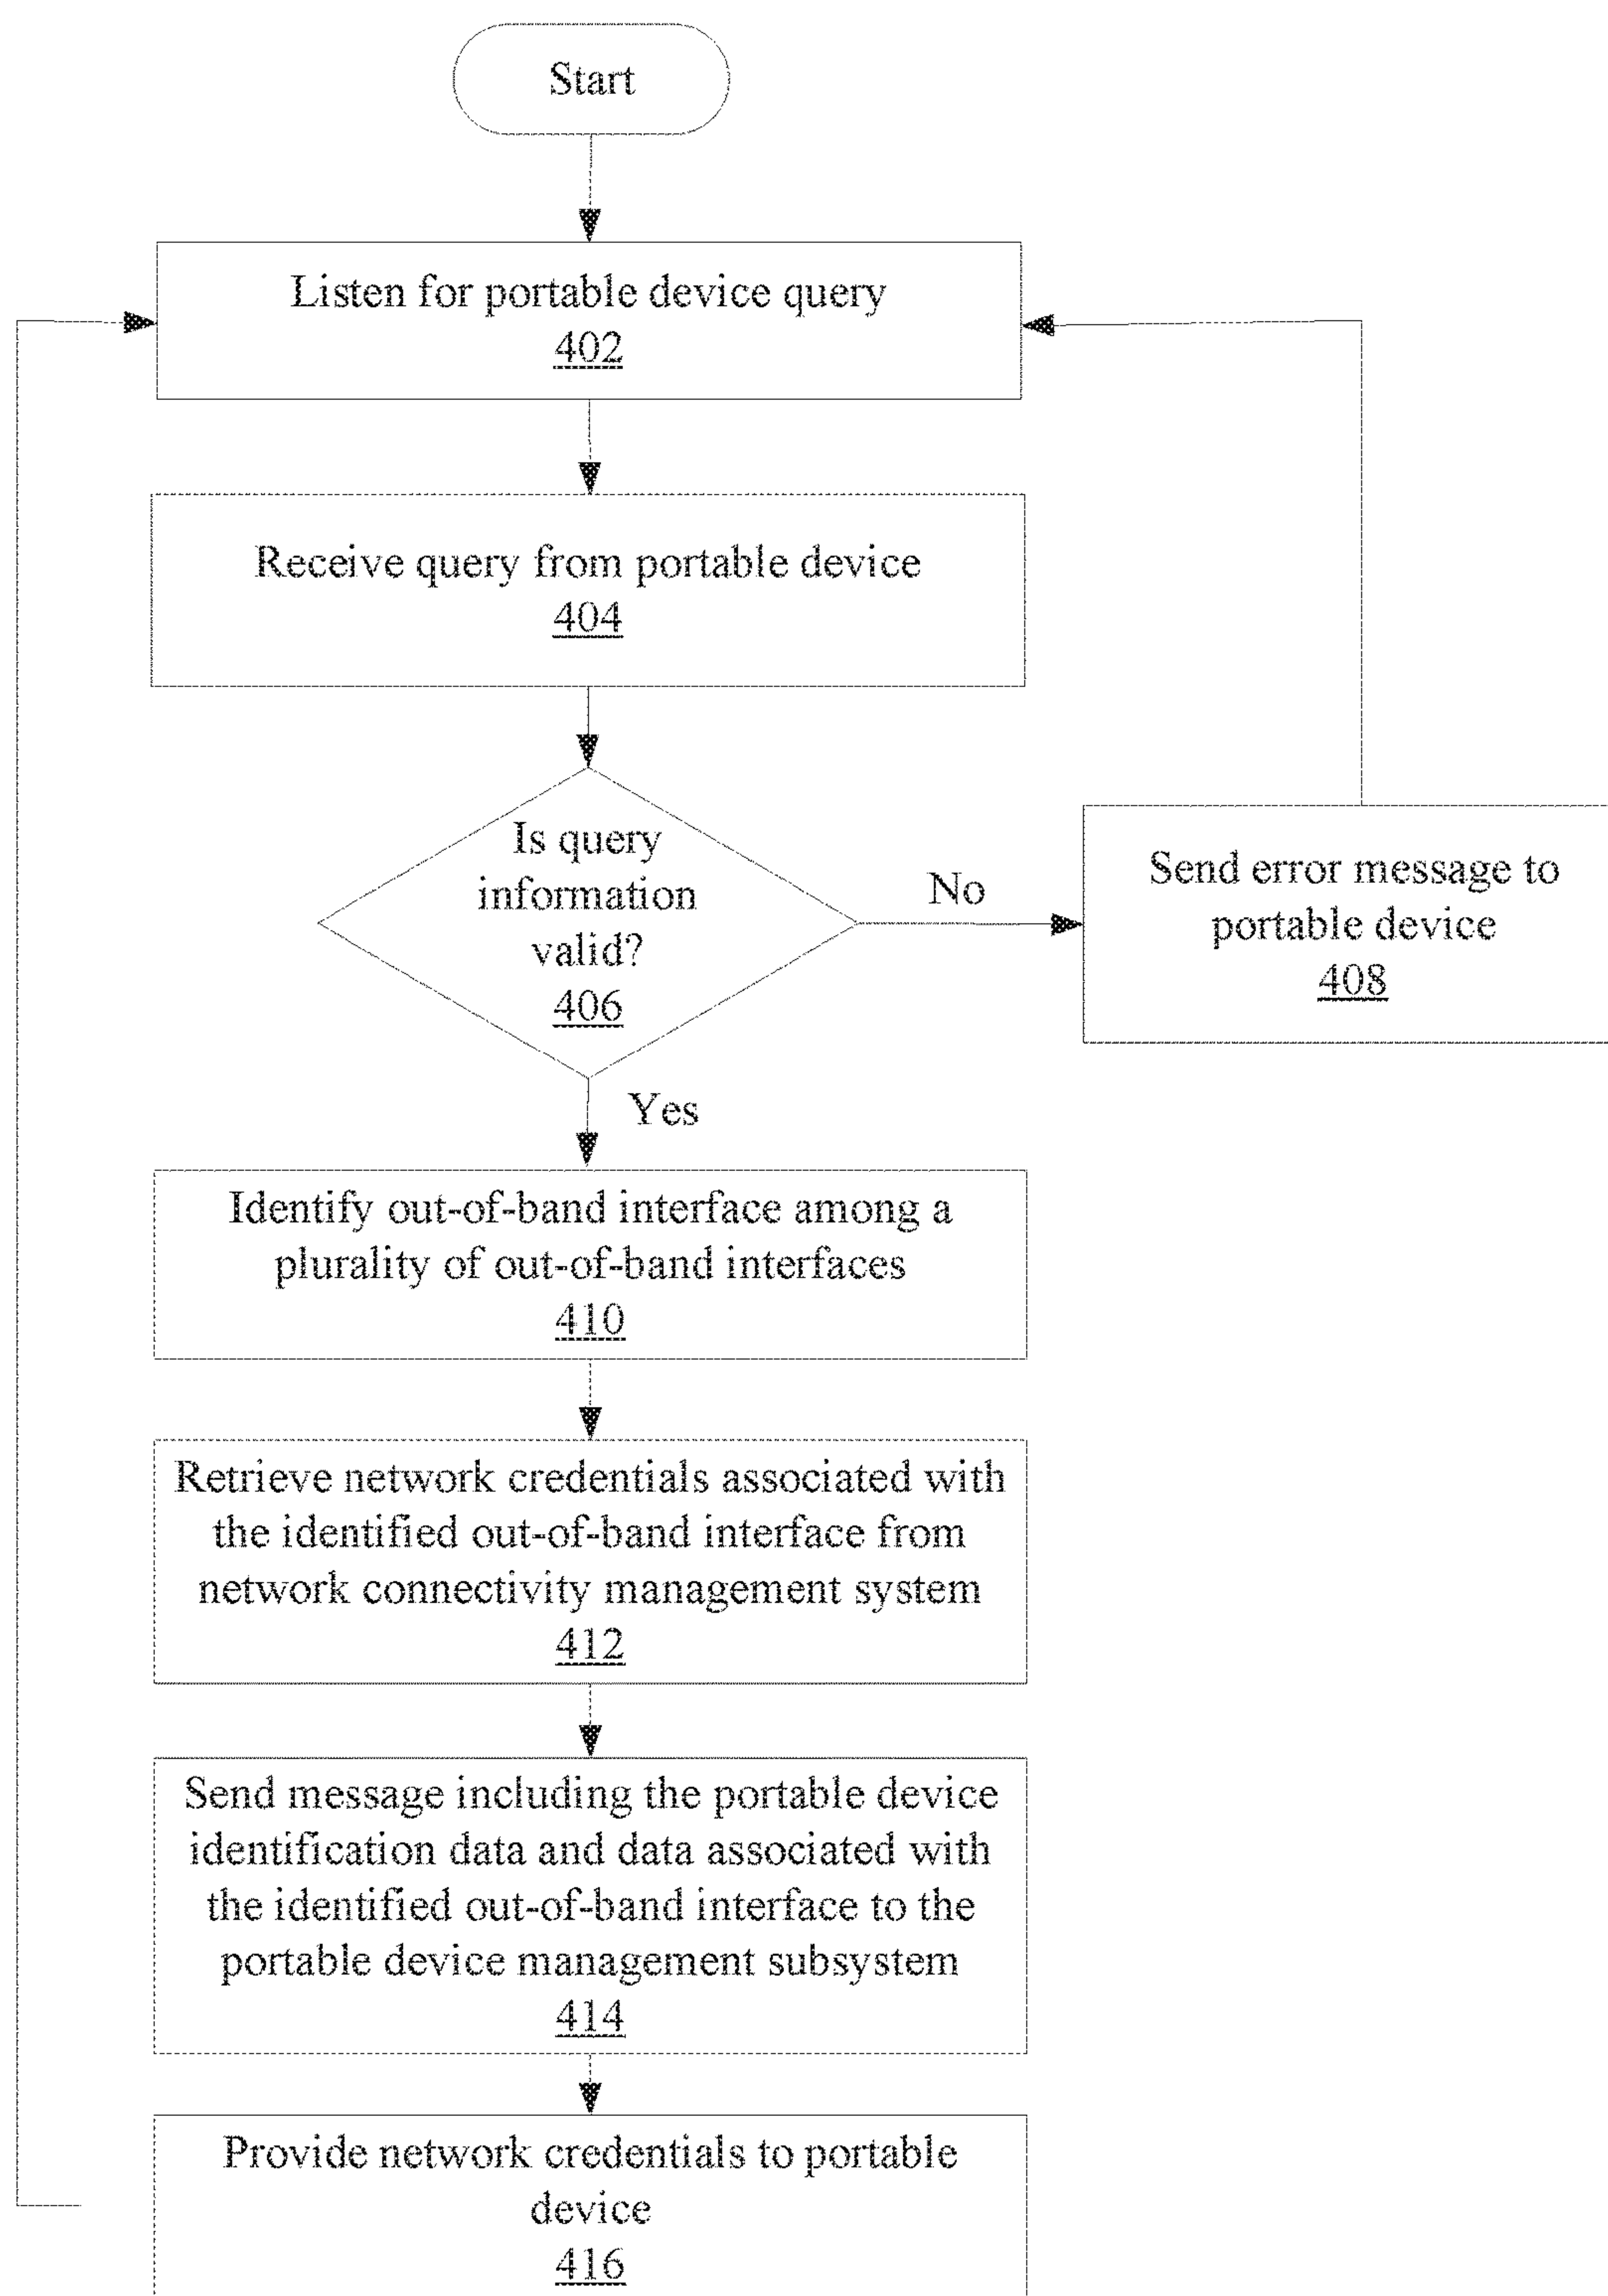 Start
Listen for portable device query
402
Receive query from portable device
404
Is query
information
valid?
406
No
Send error message to
portable device
408
Yes
Identify out-of-band interface among a
plurality of out-of-band interfaces
410
Retrieve network credentials associated with
the identified out-of-band interface from
network connectivity management system
412
Send message including the portable device
identification data and data associated with
the identified out-of-band interface to the
portable device management subsystem
414
Provide network credentials to portable
device
416